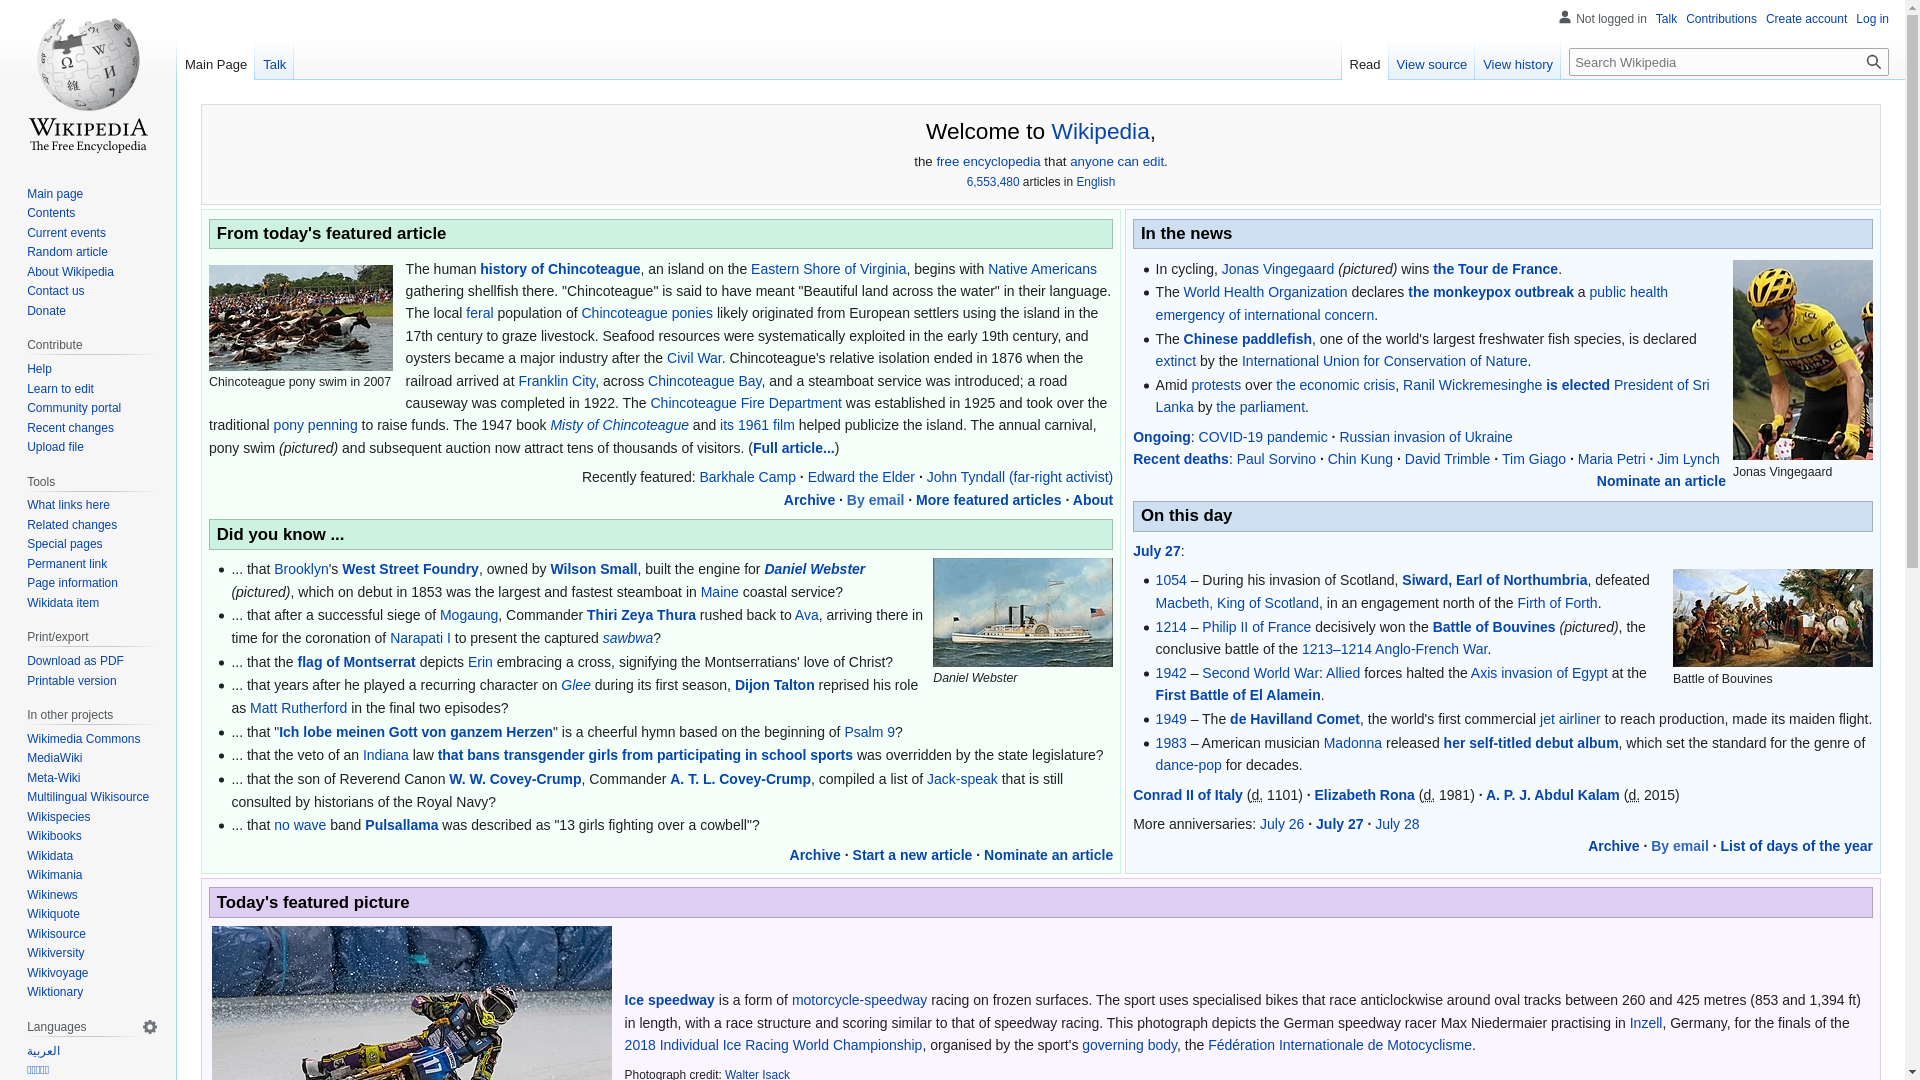 Not logged in Talk Contributions Create account Log in
Main Page Talk
Read View source View history Search Wikipedia
WIKIPEDIA
The Free Encyclopedia
Main page
Contents
Current events
Random article
About Wikipedia
Contact us
Donate
Contribute
Help
Learn to edit
Community portal
Recent changes
Upload file
Tools
What links here
Related changes
Special pages
Permanent link
Page information
Wikidata item
Print/export
Download as PDF
Printable version
In other projects
Wikimedia Commons
MediaWiki
Meta-Wiki
Multilingual Wikisource
Wikispecies
Wikibooks
Wikidata
Wikimania
Wikinews
Wikiquote
Wikisource
Wikiversity
Wikivoyage
Wiktionary
Languages
العربية
Welcome to Wikipedia,
the free encyclopedia that anyone can edit.
6,553,480 articles in English
From today's featured article
Chincoteague pony swim in 2007
The human history of Chincoteague, an island on the Eastern Shore of Virginia, begins with Native Americans
gathering shellfish there. "Chincoteague" is said to have meant "Beautiful land across the water" in their language.
The local feral population of Chincoteague ponies likely originated from European settlers using the island in the
17th century to graze livestock. Seafood resources were systematically exploited in the early 19th century, and
oysters became a major industry after the Civil War. Chincoteague's relative isolation ended in 1876 when the
railroad arrived at Franklin City, across Chincoteague Bay, and a steamboat service was introduced; a road
causeway was completed in 1922. The Chincoteague Fire Department was established in 1925 and took over the
traditional pony penning to raise funds. The 1947 book Misty of Chincoteague and its 1961 film helped publicize the island. The annual carnival,
pony swim (pictured) and subsequent auction now attract tens of thousands of visitors. (Full article...)
Recently featured: Barkhale Camp · Edward the Elder · John Tyndall (far-right activist)
Archive · By email · More featured articles · About
Did you know ...
Daniel Webster
... that Brooklyn's West Street Foundry, owned by Wilson Small, built the engine for Daniel Webster
(pictured), which on debut in 1853 was the largest and fastest steamboat in Maine coastal service?
... that after a successful siege of Mogaung, Commander Thiri Zeya Thura rushed back to Ava, arriving there in
time for the coronation of Narapati I to present the captured sawbwa?
... that the flag of Montserrat depicts Erin embracing a cross, signifying the Montserratians' love of Christ?
... that years after he played a recurring character on Glee during its first season, Dijon Talton reprised his role
as Matt Rutherford in the final two episodes?
... that "Ich lobe meinen Gott von ganzem Herzen" is a cheerful hymn based on the beginning of Psalm 9?
... that the veto of an Indiana law that bans transgender girls from participating in school sports was overridden by the state legislature?
... that the son of Reverend Canon W. W. Covey-Crump, Commander A. T. L. Covey-Crump, compiled a list of Jack-speak that is still
consulted by historians of the Royal Navy?
... that no wave band Pulsallama was described as "13 girls fighting over a cowbell"?
Archive · Start a new article · Nominate an article
In the news
Jonas Vingegaard
In cycling, Jonas Vingegaard (pictured) wins the Tour de France.
The World Health Organization declares the monkeypox outbreak a public health
emergency of international concern.
The Chinese paddlefish, one of the world's largest freshwater fish species, is declared
extinct by the International Union for Conservation of Nature.
Amid protests over the economic crisis, Ranil Wickremesinghe is elected President of Sri
Lanka by the parliament.
Ongoing: COVID-19 pandemic · Russian invasion of Ukraine
Recent deaths: Paul Sorvino · Chin Kung · David Trimble · Tim Giago · Maria Petri · Jim Lynch
Nominate an article
On this day
July 27:
Battle of Bouvines
1054 – During his invasion of Scotland, Siward, Earl of Northumbria, defeated
Macbeth, King of Scotland, in an engagement north of the Firth of Forth.
1214 – Philip II of France decisively won the Battle of Bouvines (pictured), the
conclusive battle of the 1213–1214 Anglo-French War.
1942 – Second World War: Allied forces halted the Axis invasion of Egypt at the
First Battle of El Alamein.
1949 – The de Havilland Comet, the world's first commercial jet airliner to reach production, made its maiden flight.
1983 – American musician Madonna released her self-titled debut album, which set the standard for the genre of
dance-pop for decades.
Conrad II of Italy (d. 1101) · Elizabeth Rona (d. 1981) · A. P. J. Abdul Kalam (d. 2015)
More anniversaries: July 26 · July 27 · July 28
Archive · By email · List of days of the year
Today's featured picture
Ice speedway is a form of motorcycle-speedway racing on frozen surfaces. The sport uses specialised bikes that race anticlockwise around oval tracks between 260 and 425 metres (853 and 1,394 ft)
in length, with a race structure and scoring similar to that of speedway racing. This photograph depicts the German speedway racer Max Niedermaier practising in Inzell, Germany, for the finals of the
2018 Individual Ice Racing World Championship, organised by the sport's governing body, the Fédération Internationale de Motocyclisme.
Photograph credit: Walter Isack